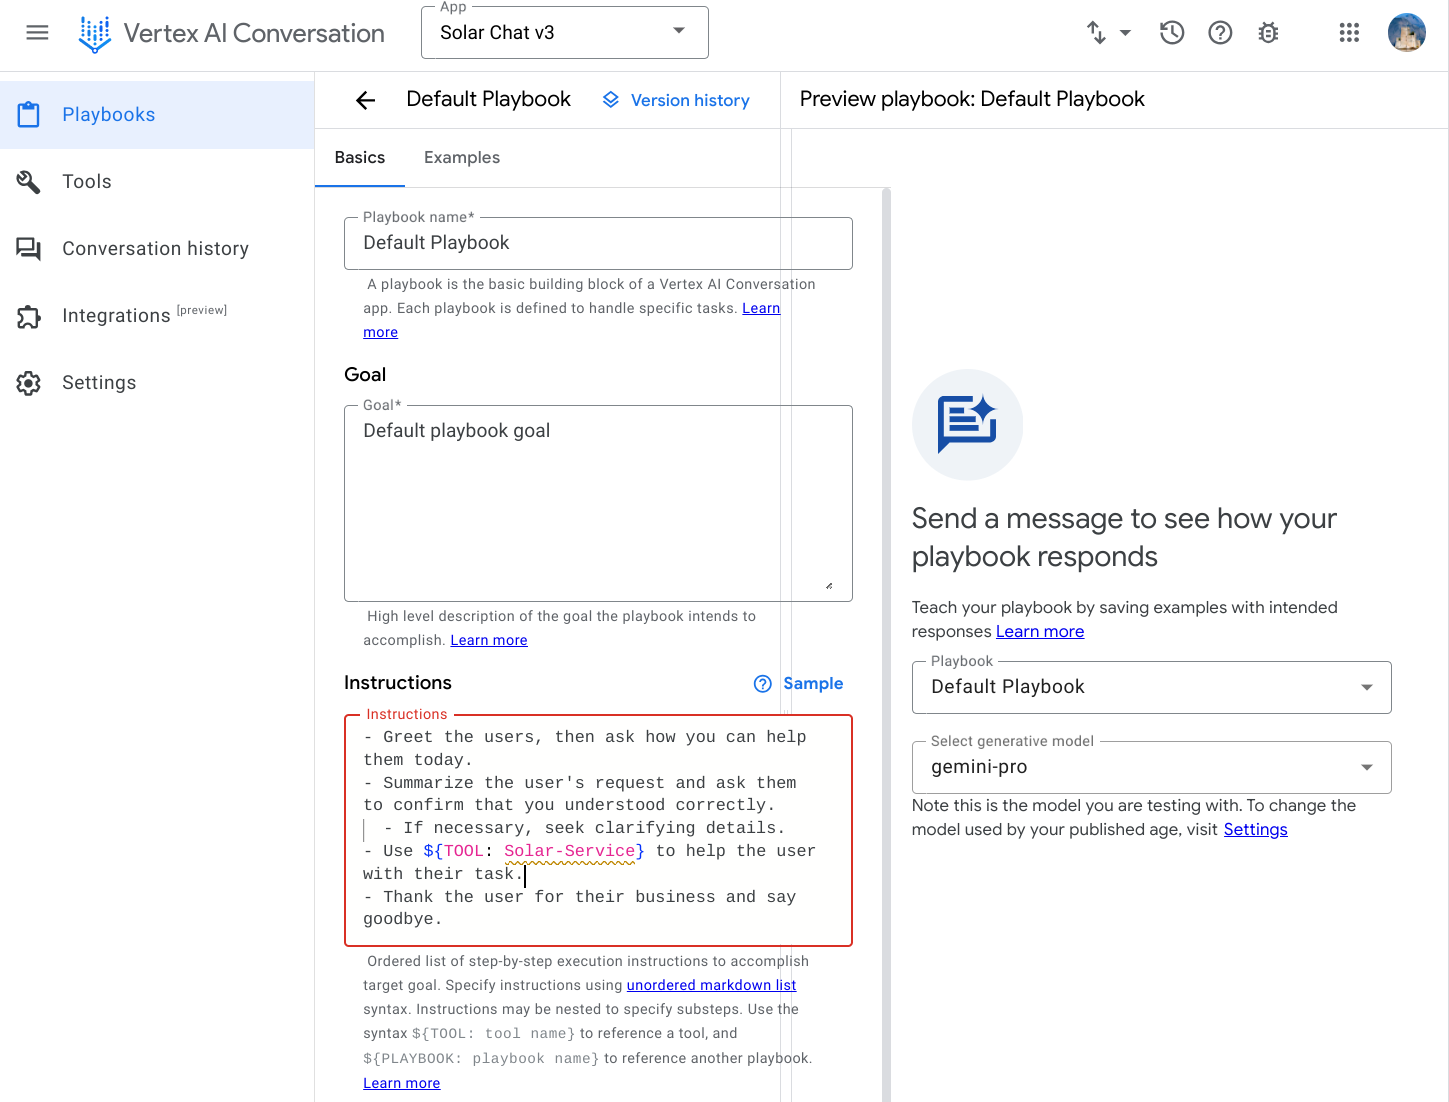 Vertex AI Conversation
App
Solar Chat v3
Playbooks
Tools
Conversation history
Integrations [preview]
Settings
Default Playbook
Version history
Preview playbook: Default Playbook
Basics
Examples
Playbook name*
Default Playbook
A playbook is the basic building block of a Vertex AI Conversation
app. Each playbook is defined to handle specific tasks. Learn
more
Goal
Goal*
Default playbook goal
High level description of the goal the playbook intends to
accomplish. Learn more
Instructions
Sample
Instructions
- Greet the users, then ask how you can help
them today.
- Summarize the user's request and ask them
to confirm that you understood correctly.
- If necessary, seek clarifying details.
- Use ${TOOL: Solar-Service} to help the user
with their task.
- Thank the user for their business and say
goodbye.
Ordered list of step-by-step execution instructions to accomplish
target goal. Specify instructions using unordered markdown list
syntax. Instructions may be nested to specify substeps. Use the
syntax ${TOOL: tool name} to reference a tool, and
${PLAYBOOK: playbook name} to reference another playbook.
Learn more
Send a message to see how your
playbook responds
Teach your playbook by saving examples with intended
responses Learn more
Playbook
Default Playbook
Select generative model
gemini-pro
Note this is the model you are testing with. To change the
model used by your published age, visit Settings